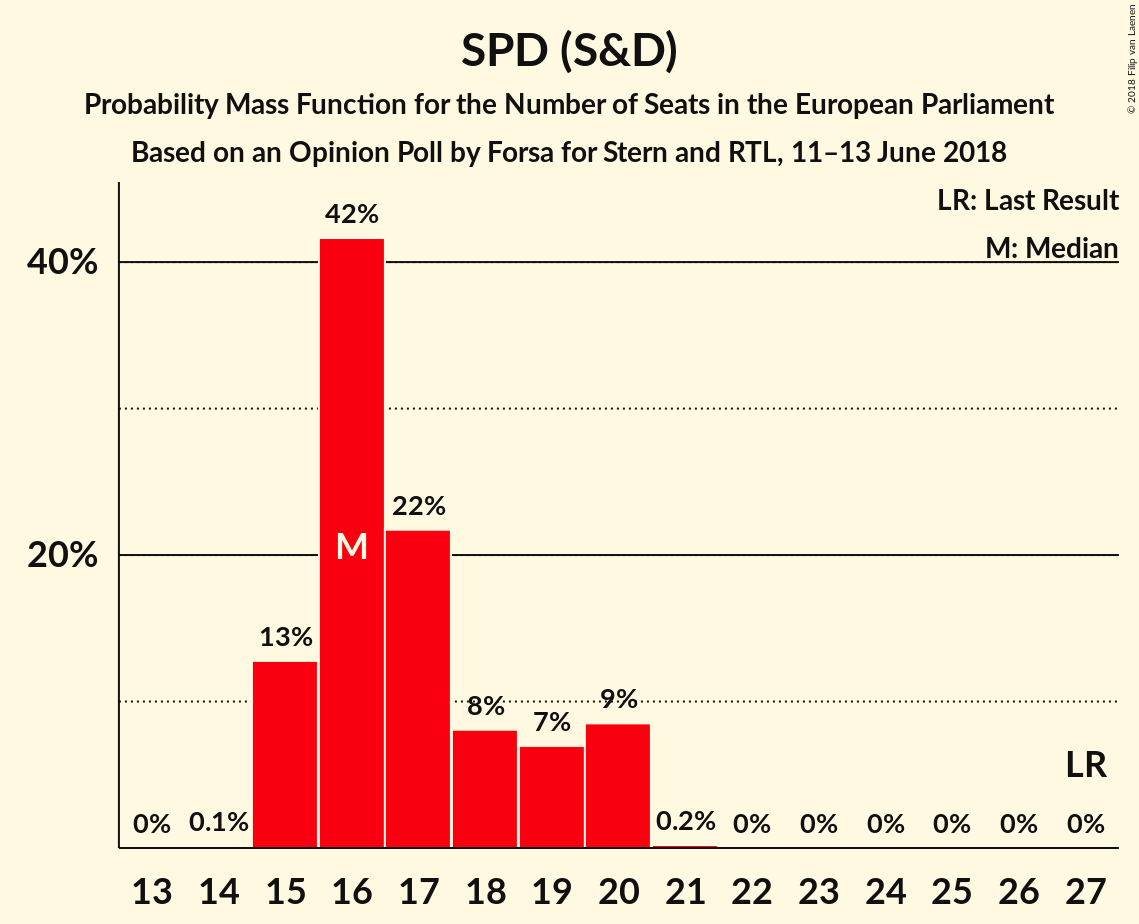 SPD (S&D)
Probability Mass Function for the Number of Seats in the European Parliament
Based on an Opinion Poll by Forsa for Stern and RTL, 11–13 June 2018
© 2018 Filip van Laenen
LR: Last Result
M: Median
42%
40%
22%
M
20%
13%
8%
7%
9%
LR
0%
0.1%
0.2%
0%
0%
0%
0%
0%
0%
13 14 15 16 17 18 19 20 21 22 23 24 25 26 27